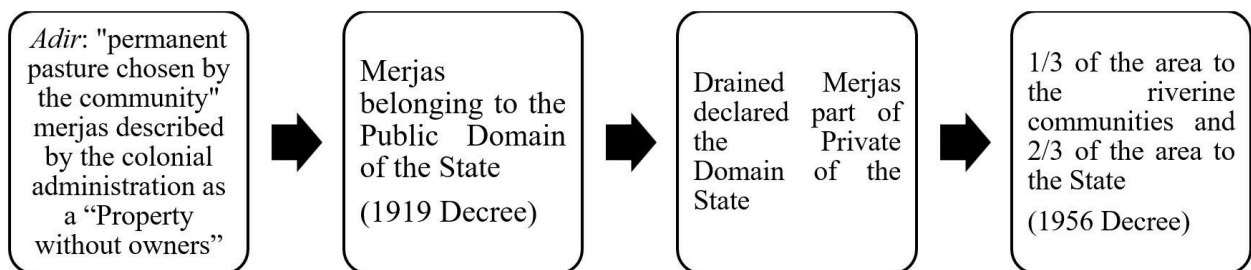 Adir: "permanent
pasture chosen by
the community"
merjas described
by the colonial
administration as
a “Property
without owners”
Merjas
belonging to the
Public Domain
of the State
(1919 Decree)
Drained Merjas
declared part of
the Private
Domain of the
State
1/3 of the area to
the riverine
communities and
2/3 of the area to
the State
(1956 Decree)